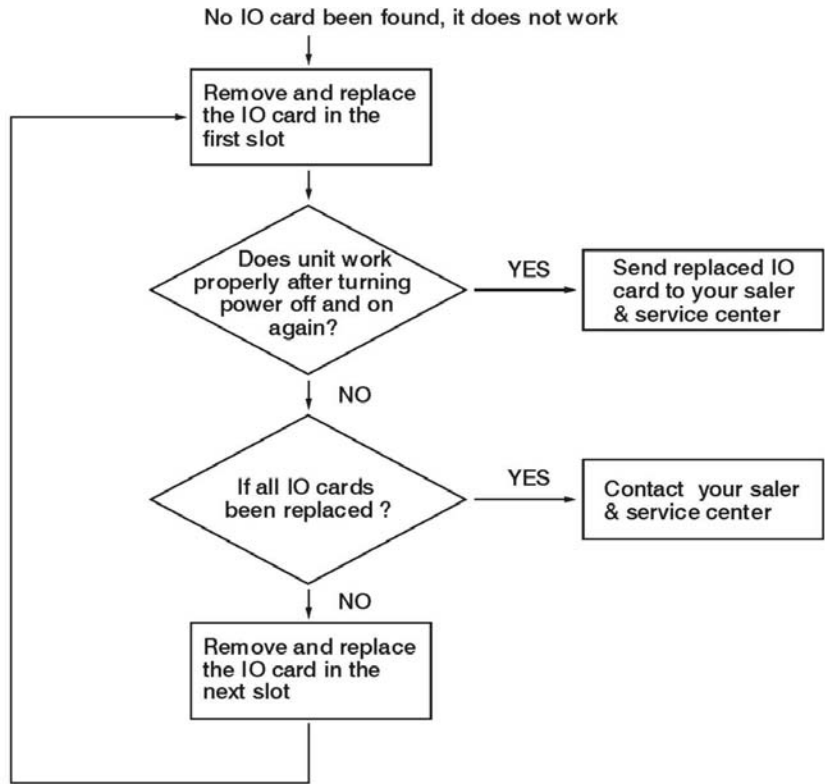 No IO card been found, it does not work
Remove and replace
the IO card in the
first slot
Does unit work
properly after turning
power off and on
again?
YES
Send replaced IO
card to your saler
& service center
NO
If all IO cards
been replaced ?
YES
Contact your saler
& service center
NO
Remove and replace
the IO card in the
next slot